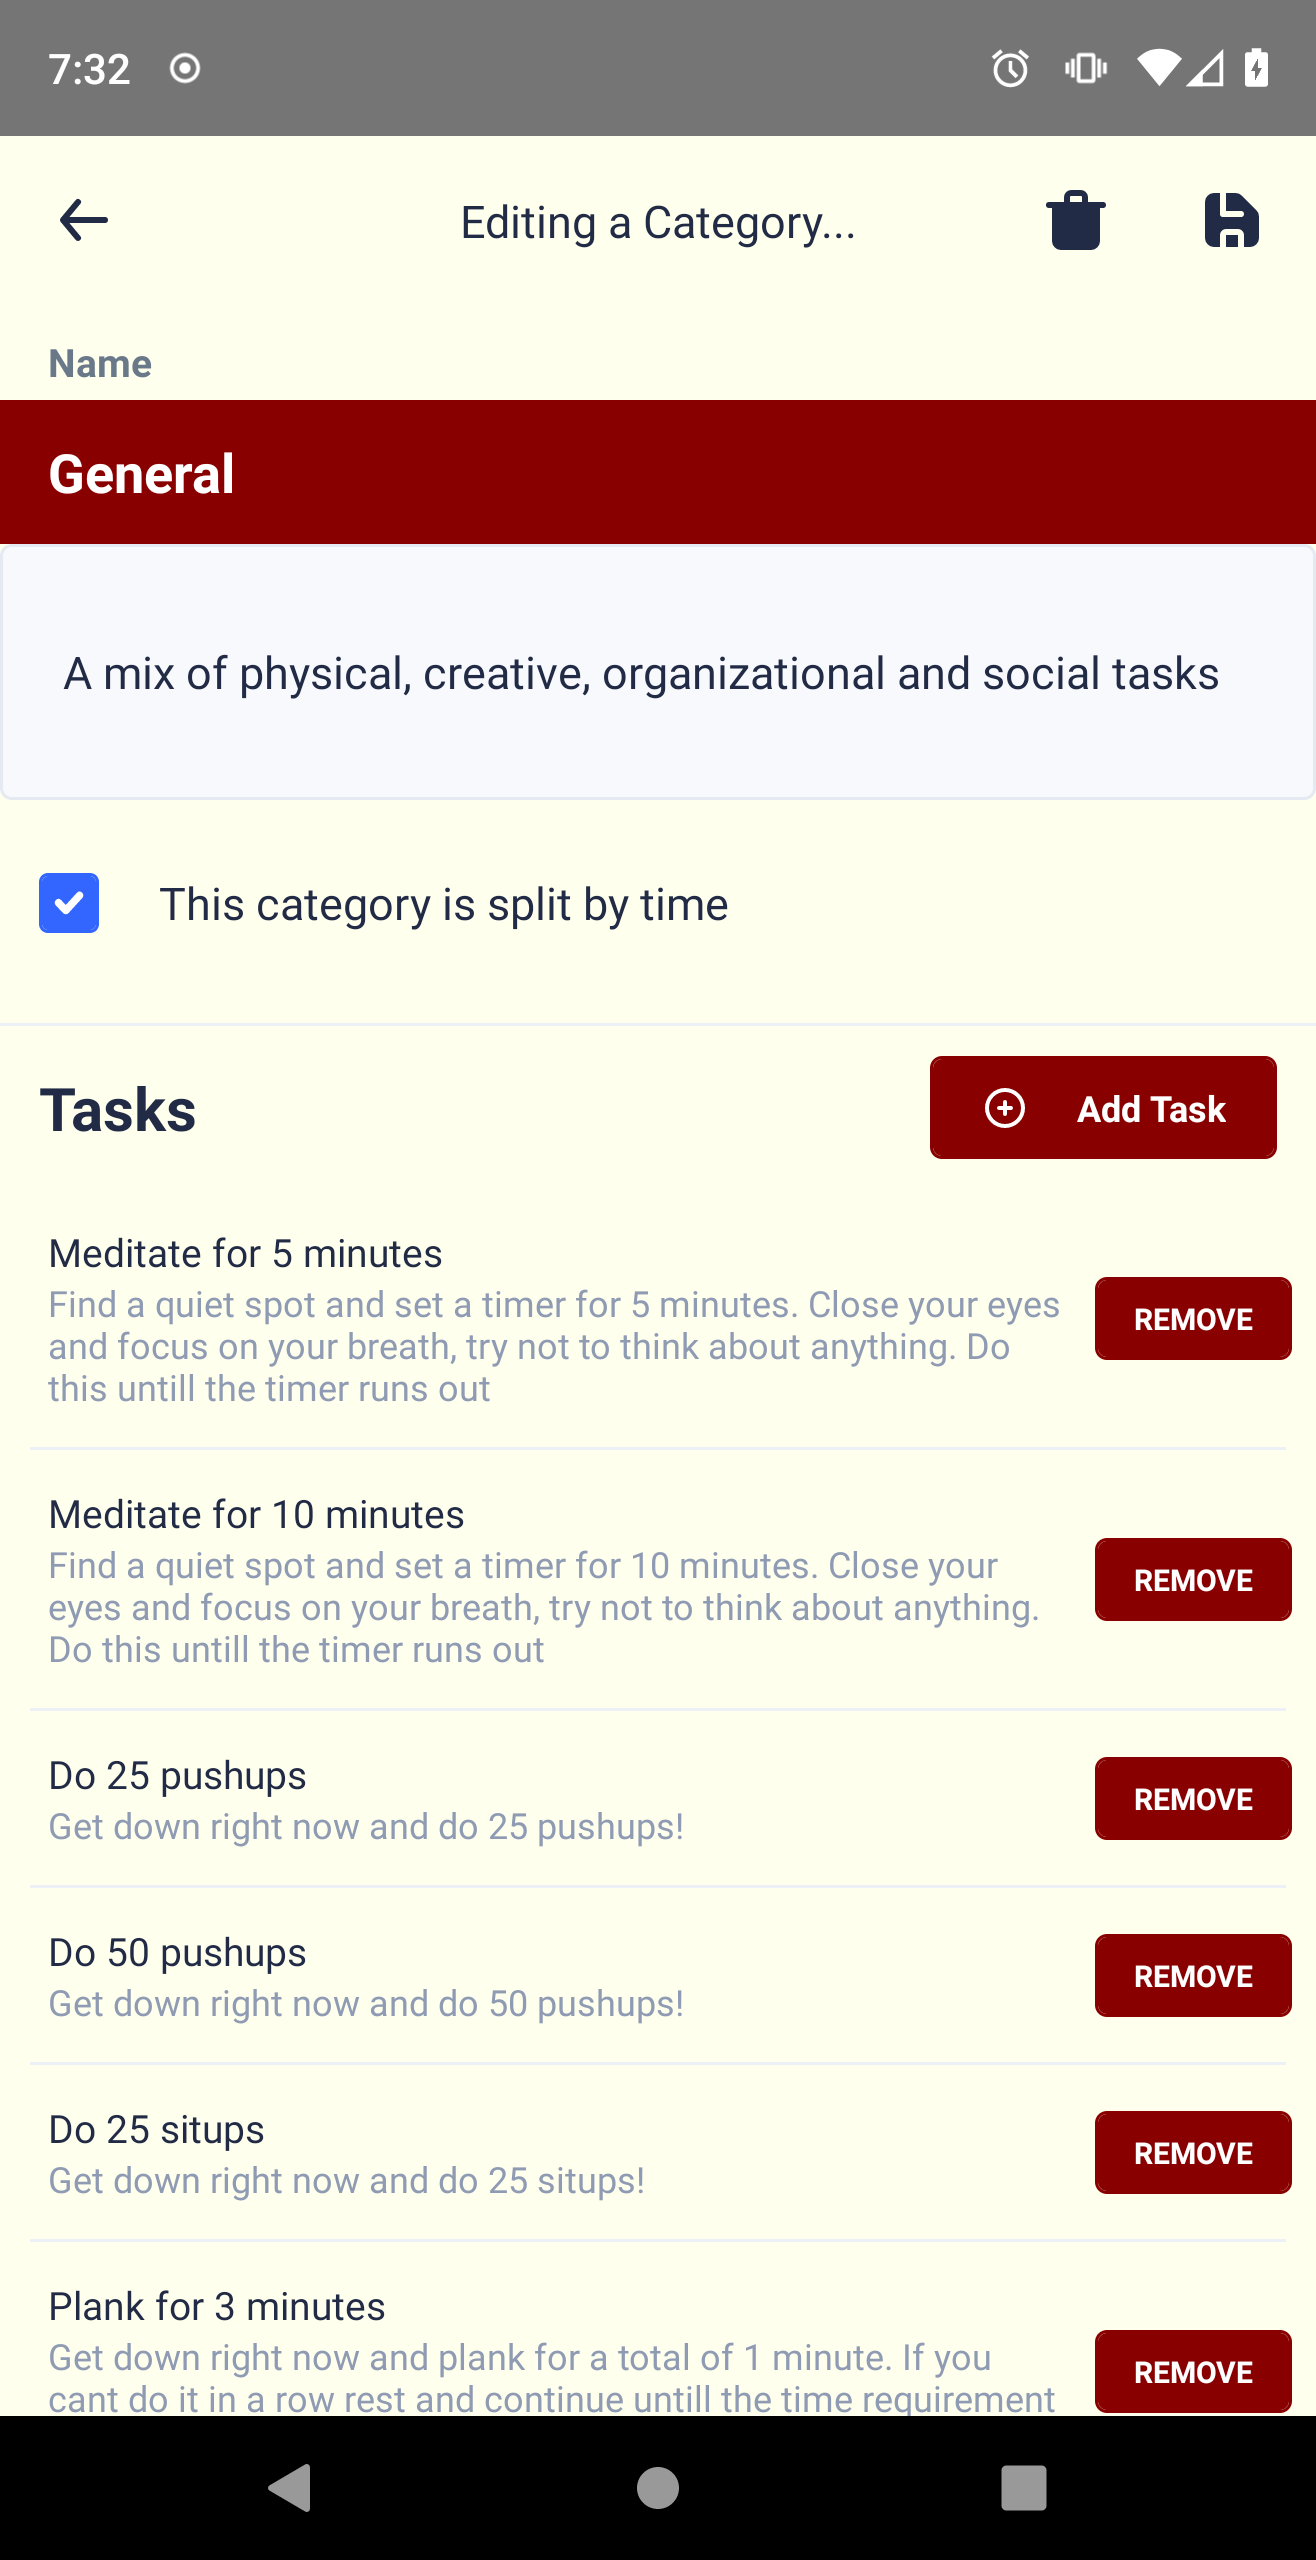 7:32
Editing a Category...
Name
General
A mix of physical, creative, organizational and social tasks
This category is split by time
Tasks
Add Task
Meditate for 5 minutes
Find a quiet spot and set a timer for 5 minutes. Close your eyes
and focus on your breath, try not to think about anything. Do
this untill the timer runs out
REMOVE
Meditate for 10 minutes
Find a quiet spot and set a timer for 10 minutes. Close your
eyes and focus on your breath, try not to think about anything.
Do this untill the timer runs out
REMOVE
Do 25 pushups
Get down right now and do 25 pushups!
REMOVE
Do 50 pushups
Get down right now and do 50 pushups!
REMOVE
Do 25 situps
Get down right now and do 25 situps!
REMOVE
Plank for 3 minutes
Get down right now and plank for a total of 1 minute. If you
cant do it in a row rest and continue untill the time requirement
REMOVE